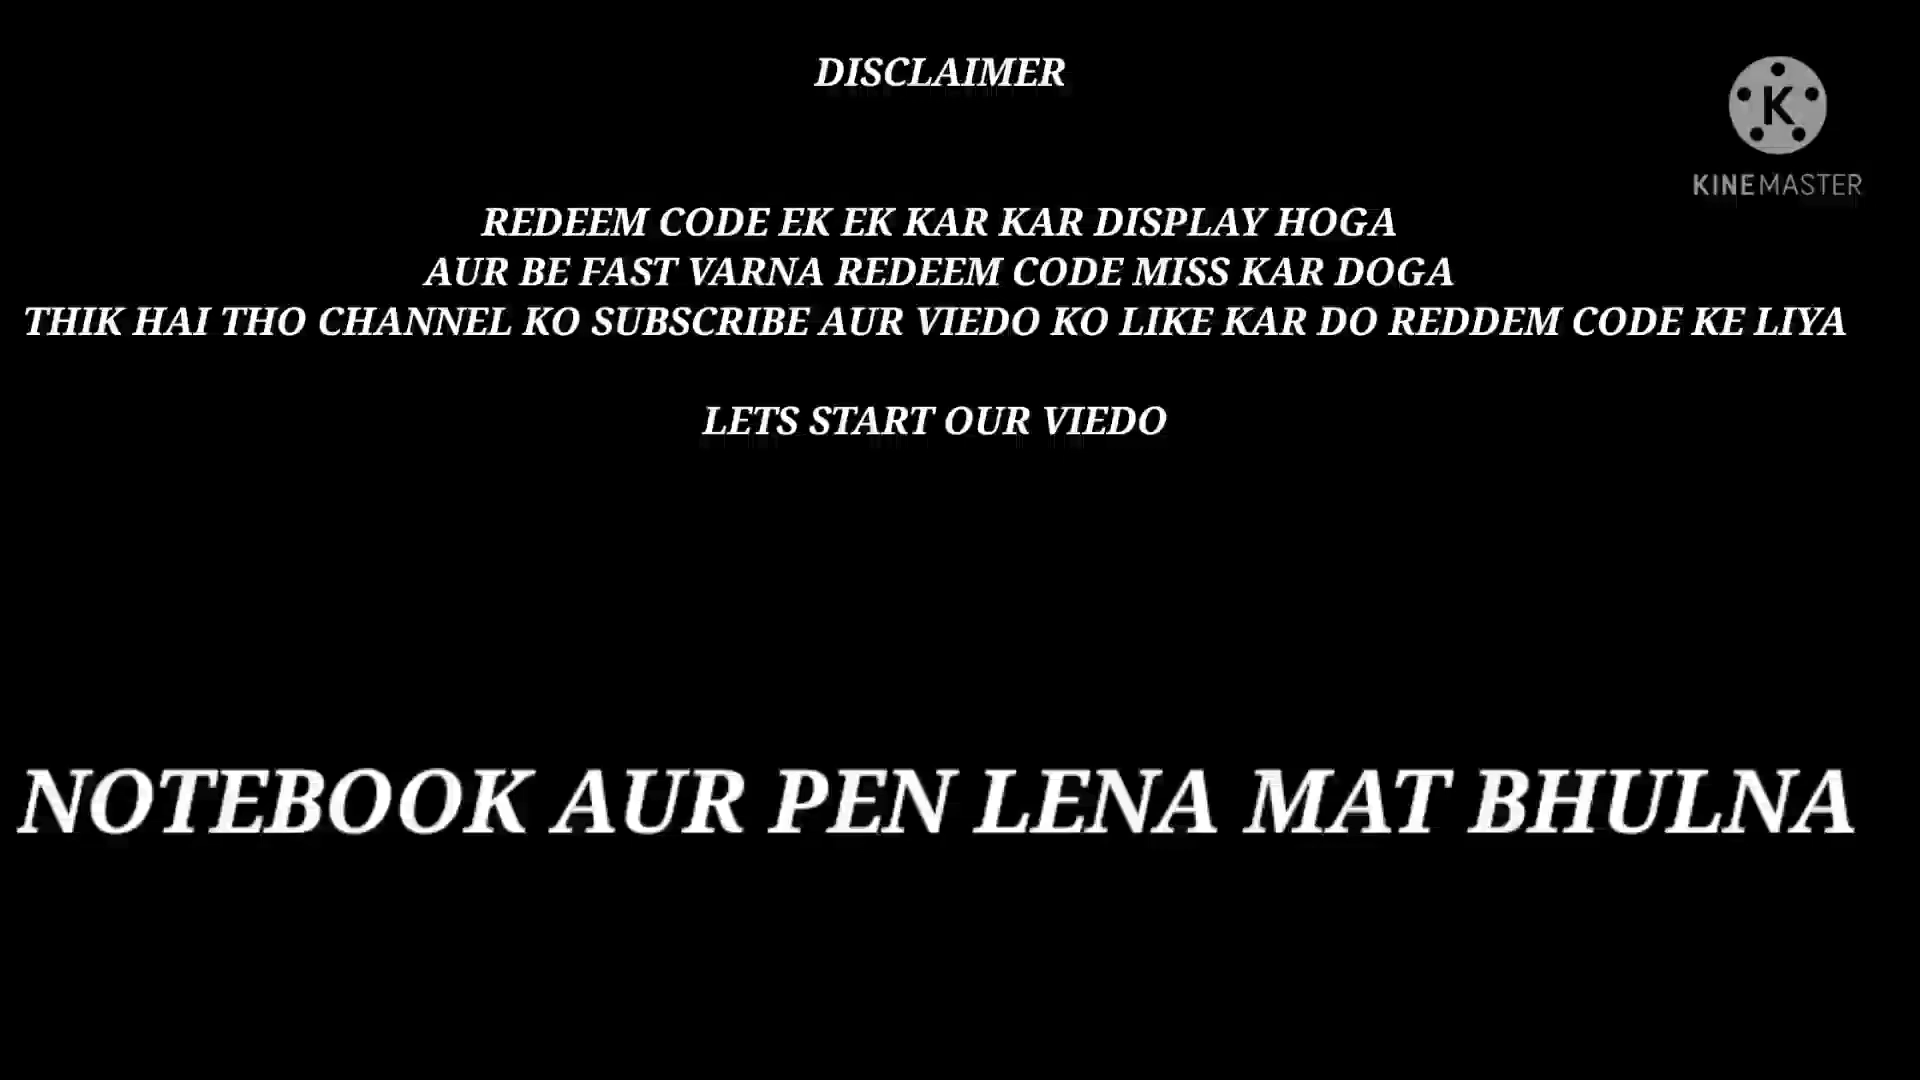 DISCLAIMER
K
KINEMASTER
REDEEM CODE EK EK KAR KAR DISPLAY HOGA
AUR BE FAST VARNA REDEEM CODE MISS KAR DOGA
THIK HAI THO CHANNEL KO SUBSCRIBE AUR VIEDO KO LIKE KAR DO REDDEM CODE KE LIYA
LETS START OUR VIEDO
NOTEBOOK AUR PEN LENA MAT BHULNA